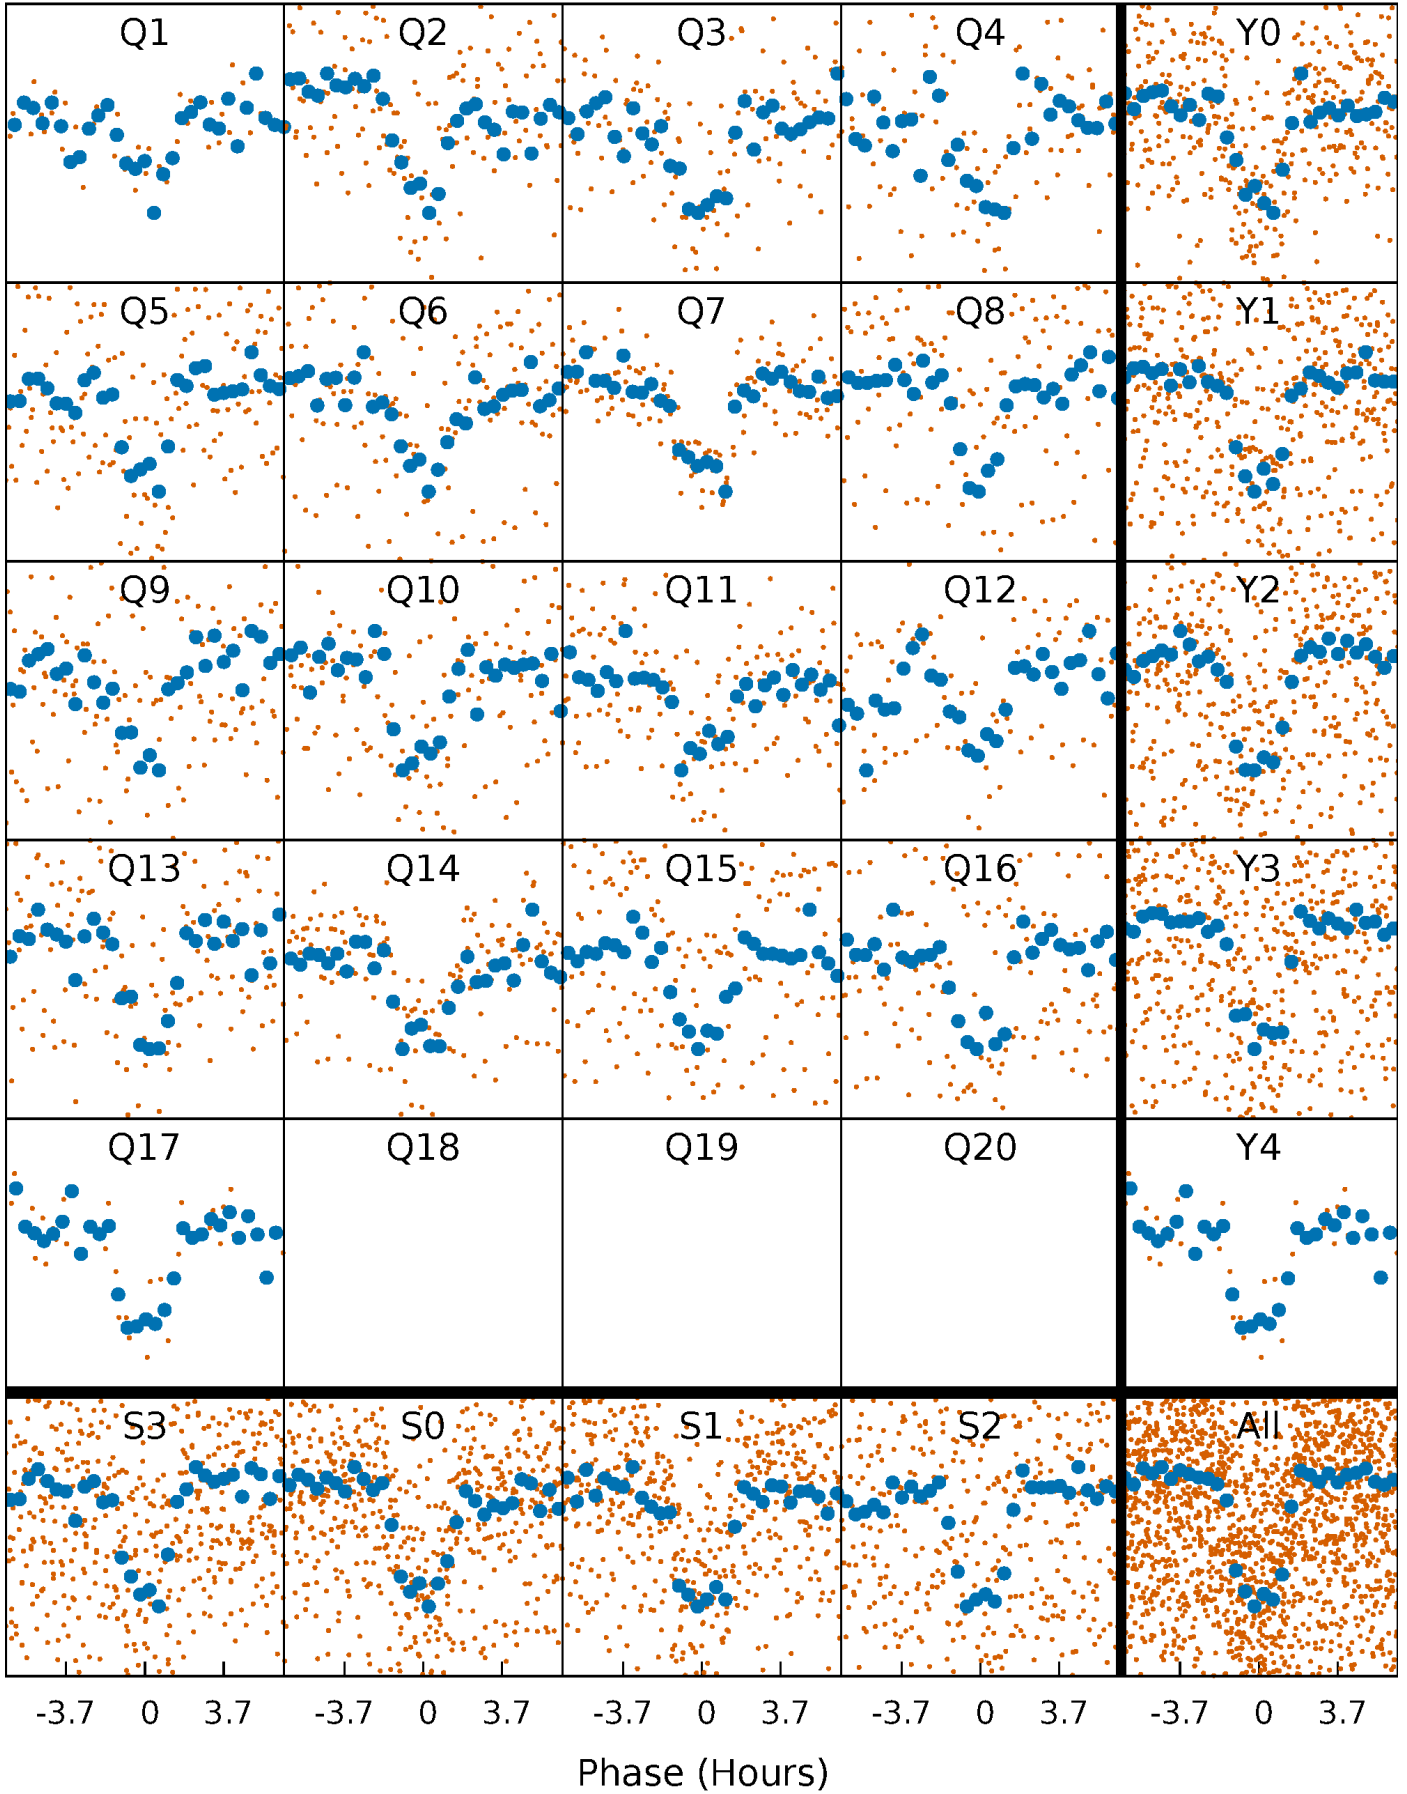 Q1 Q2 Q3 Q4 Y0
Q5 Q6 Q7 Q8 Y1
Q9 Q10 Q11 Q12 Y2
Q13 Q14 Q15 Q16 Y3
Q17 Q18 Q19 Q20 Y4
S3 S0 S1 S2 All
-3.7 0 3.7 -3.7 0 3.7 -3.7 0 3.7 -3.7 0 3.7 -3.7 0 3.7
Phase (Hours)